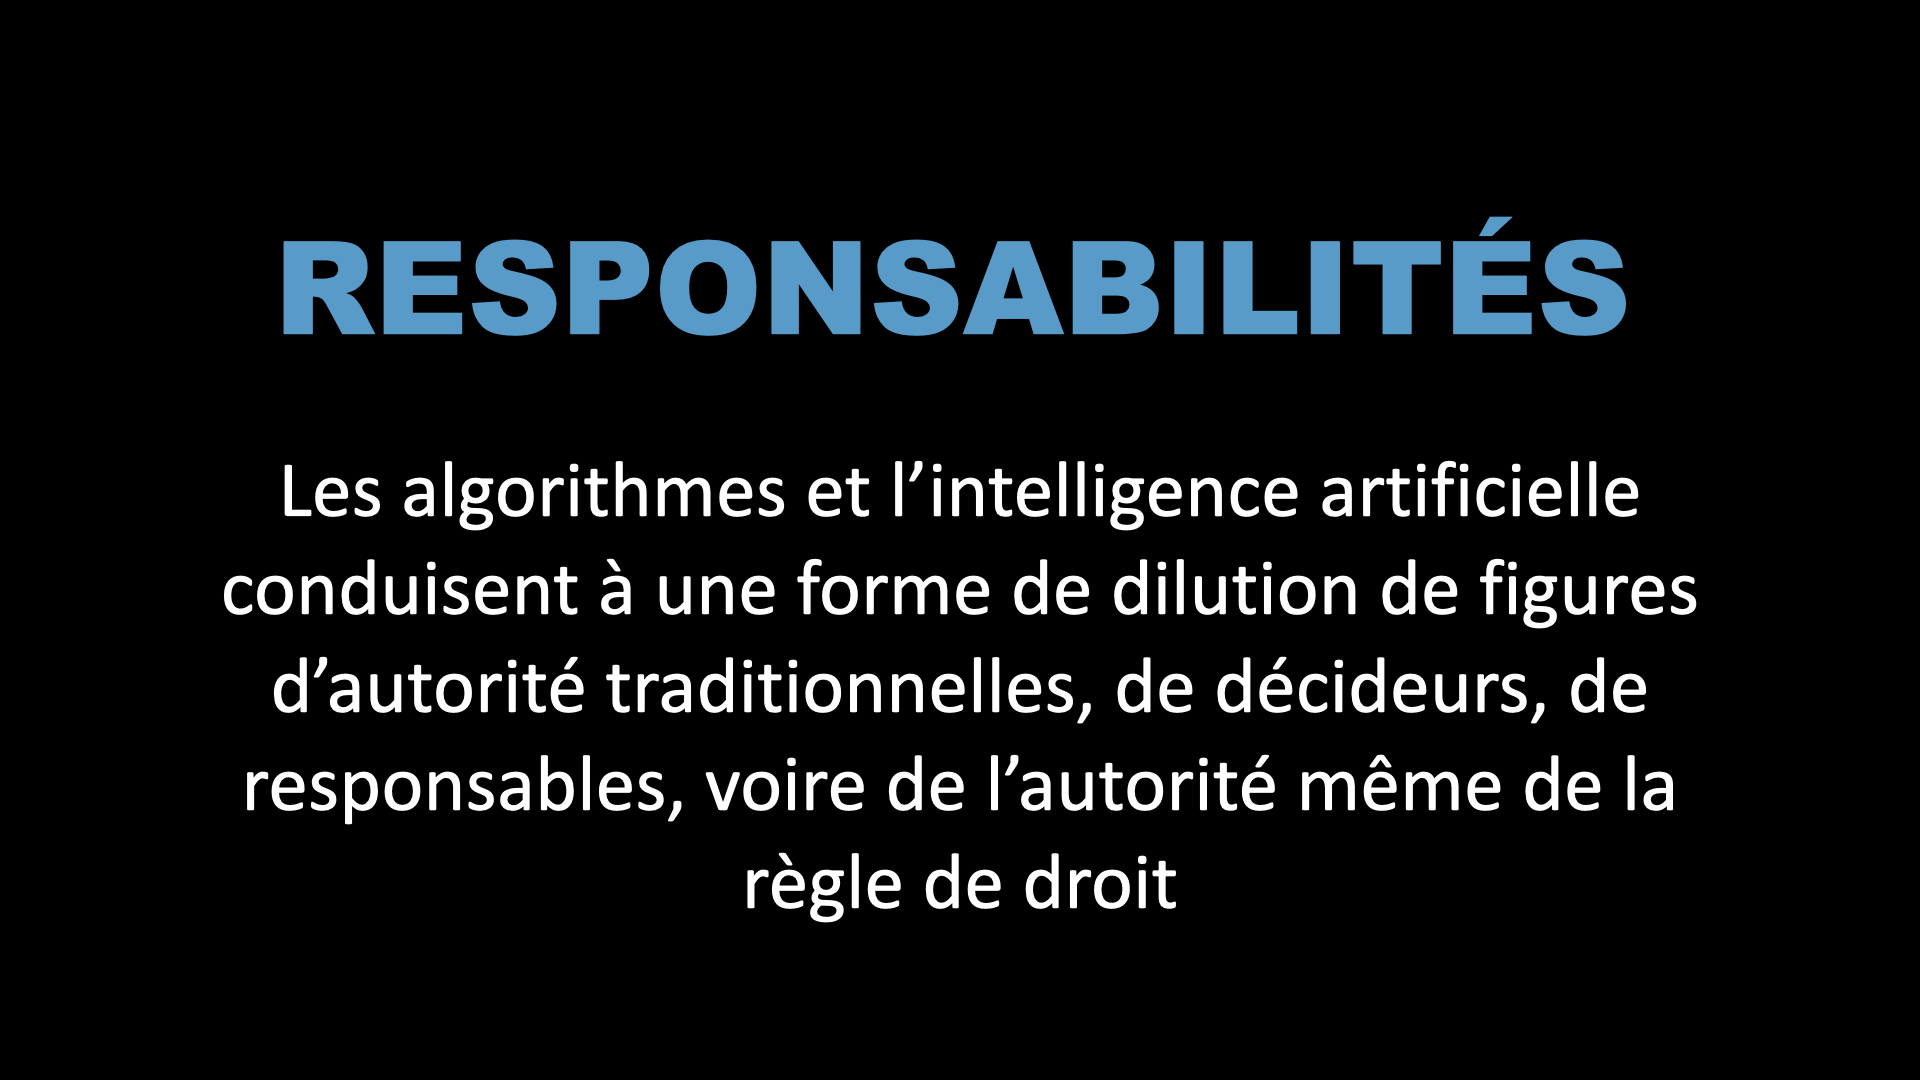 RESPONSABILITÉS
Les algorithmes et l’intelligence artificielle
conduisent à une forme de dilution de figures
d’autorité traditionnelles, de décideurs, de
responsables, voire de l’autorité même de la
règle de droit